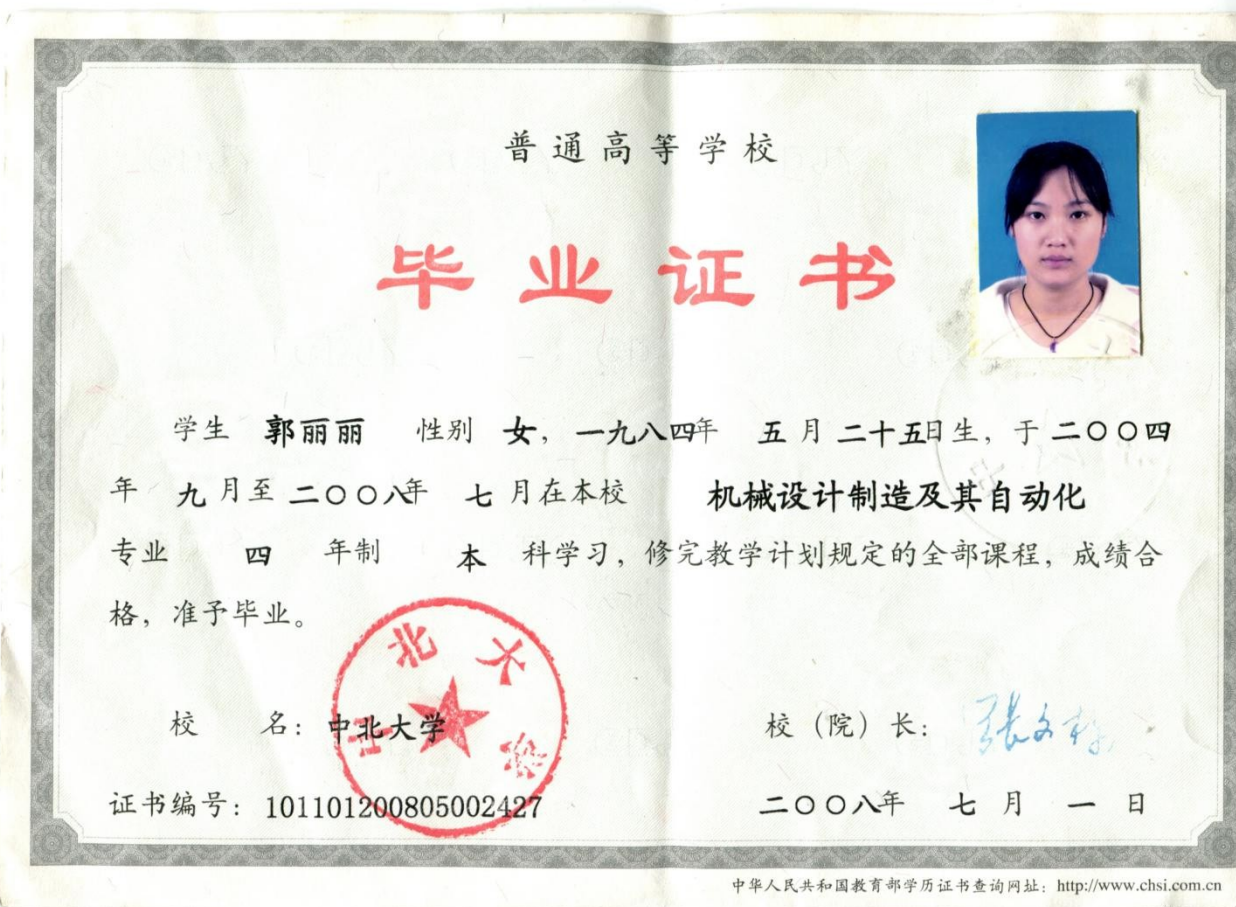 普通高等学校
毕业证书
学生 郭丽丽 性别 女，一九八四年 五月二十五日生，于二〇〇四
年 九月至二〇〇八年 七月在本校 机械设计制造及其自动化
专业 四 年制 本 科学习，修完教学计划规定的全部课程，成绩合
格，准予毕业。
中北大学
校 名：中北大学
校（院）长：张文栋
证书编号：101101200805002427
二〇〇八年 七月一日
中华人民共和国教育部学历证书查询网址：http://www.chsi.com.cn